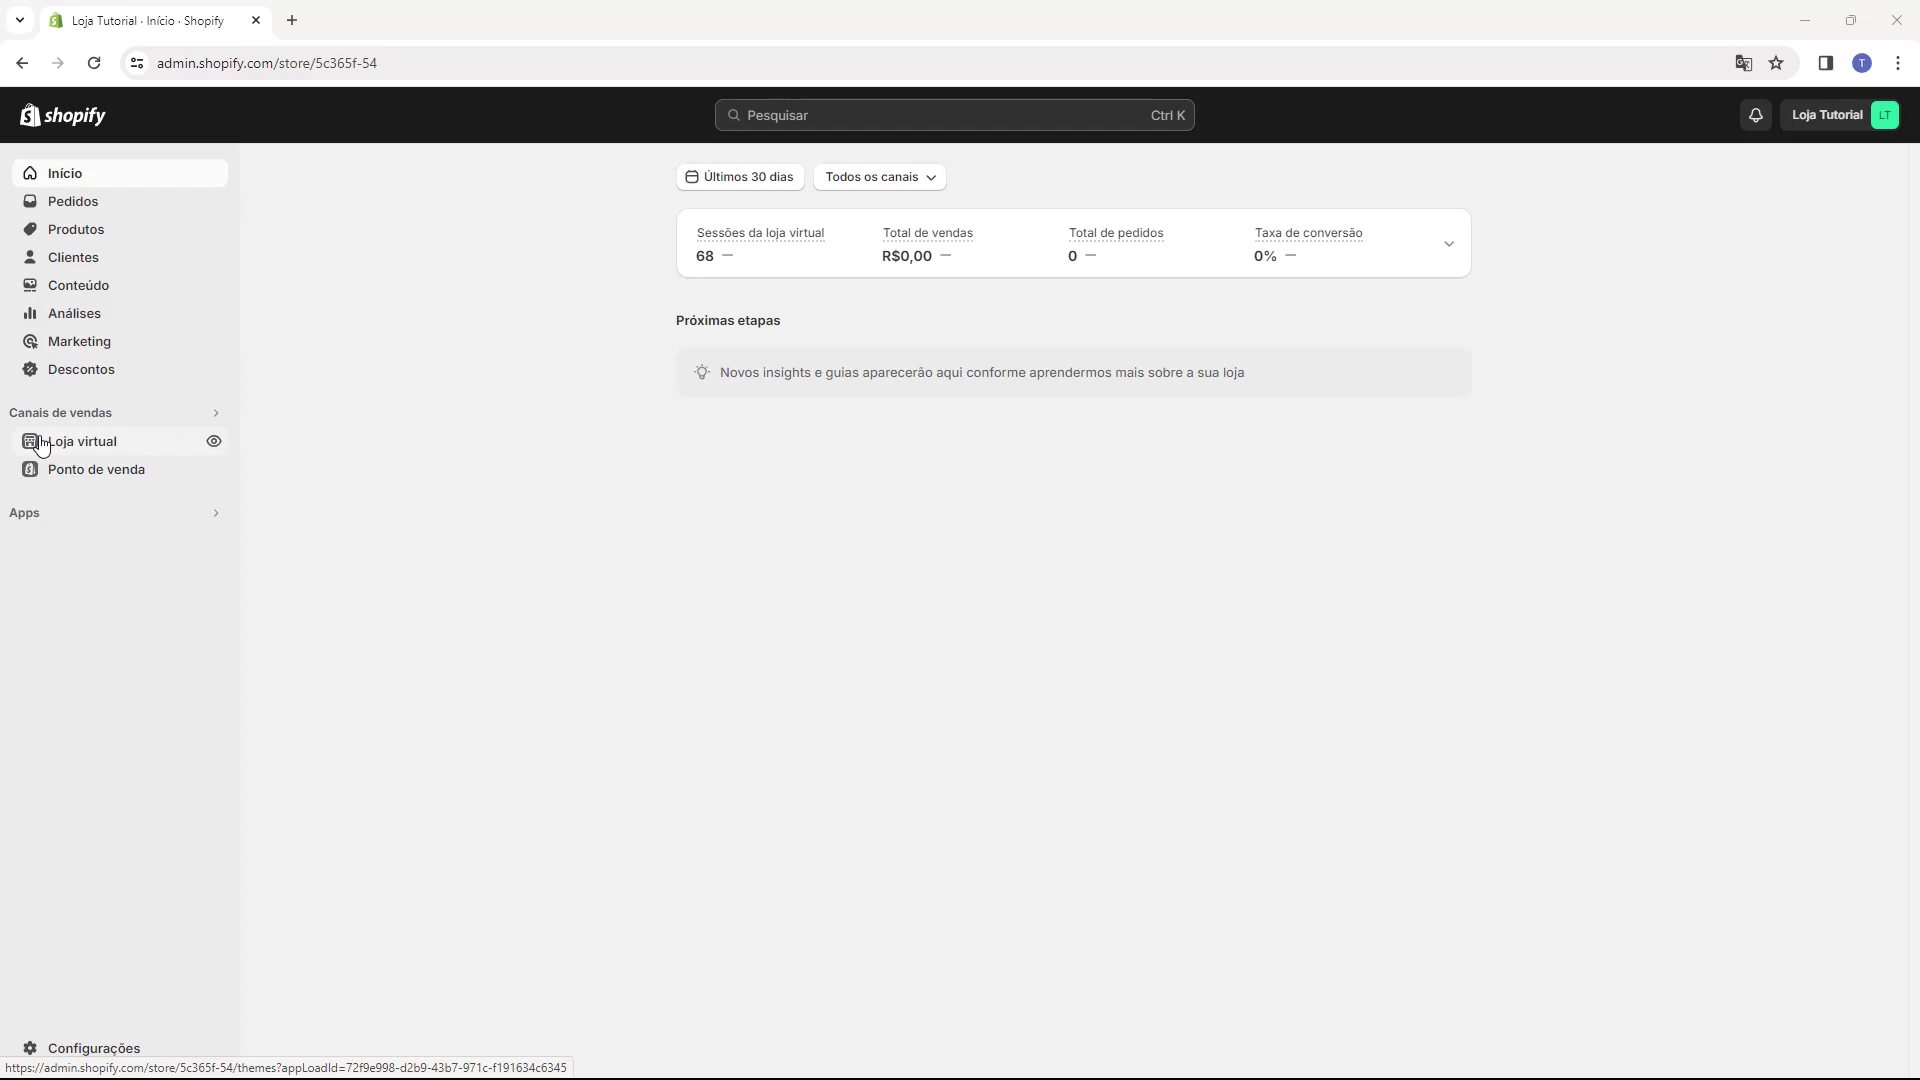 Loja Tutorial · Início · Shopify
admin.shopify.com/store/5c365f-54
T
shopify
Pesquisar
Ctrl K
Loja Tutorial
LT
Início
Pedidos
Produtos
Clientes
Conteúdo
Análises
Marketing
Descontos
Canais de vendas
Loja virtual
Ponto de venda
Apps
Configurações
Últimos 30 dias
Todos os canais
Sessões da loja virtual
68 —
Total de vendas
R$0,00 —
Total de pedidos
0 —
Taxa de conversão
0% —
Próximas etapas
Novos insights e guias aparecerão aqui conforme aprendermos mais sobre a sua loja
https://admin.shopify.com/store/5c365f-54/themes?appLoadId=72f9e998-d2b9-43b7-971c-f191634c6345